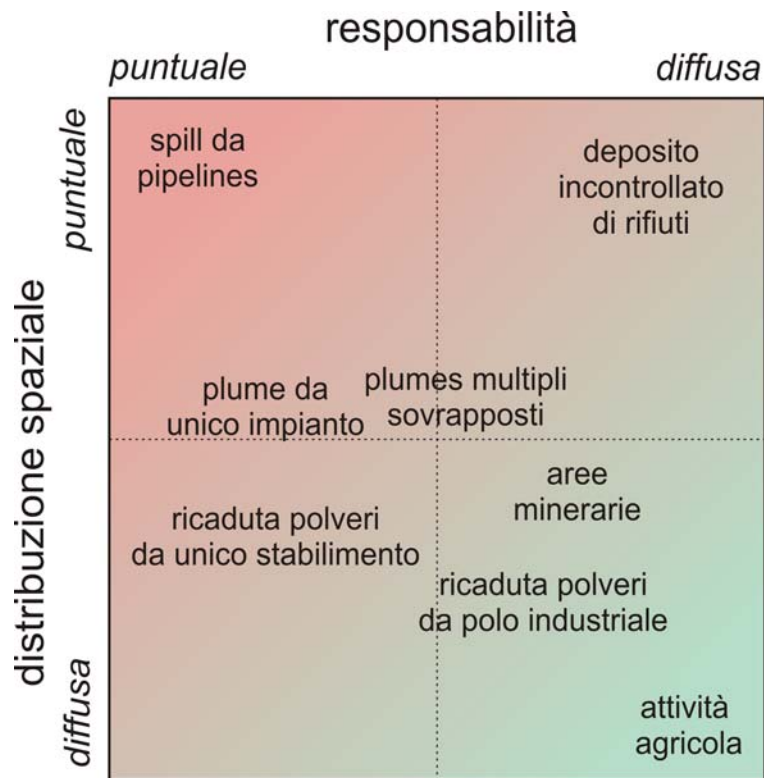 responsabilità
puntuale
diffusa
distribuzione spaziale
puntuale
diffusa
spill da
pipelines
deposito
incontrollato
di rifiuti
plume da
unico impianto
plumes multipli
sovrapposti
aree
minerarie
ricaduta polveri
da unico stabilimento
ricaduta polveri
da polo industriale
attività
agricola